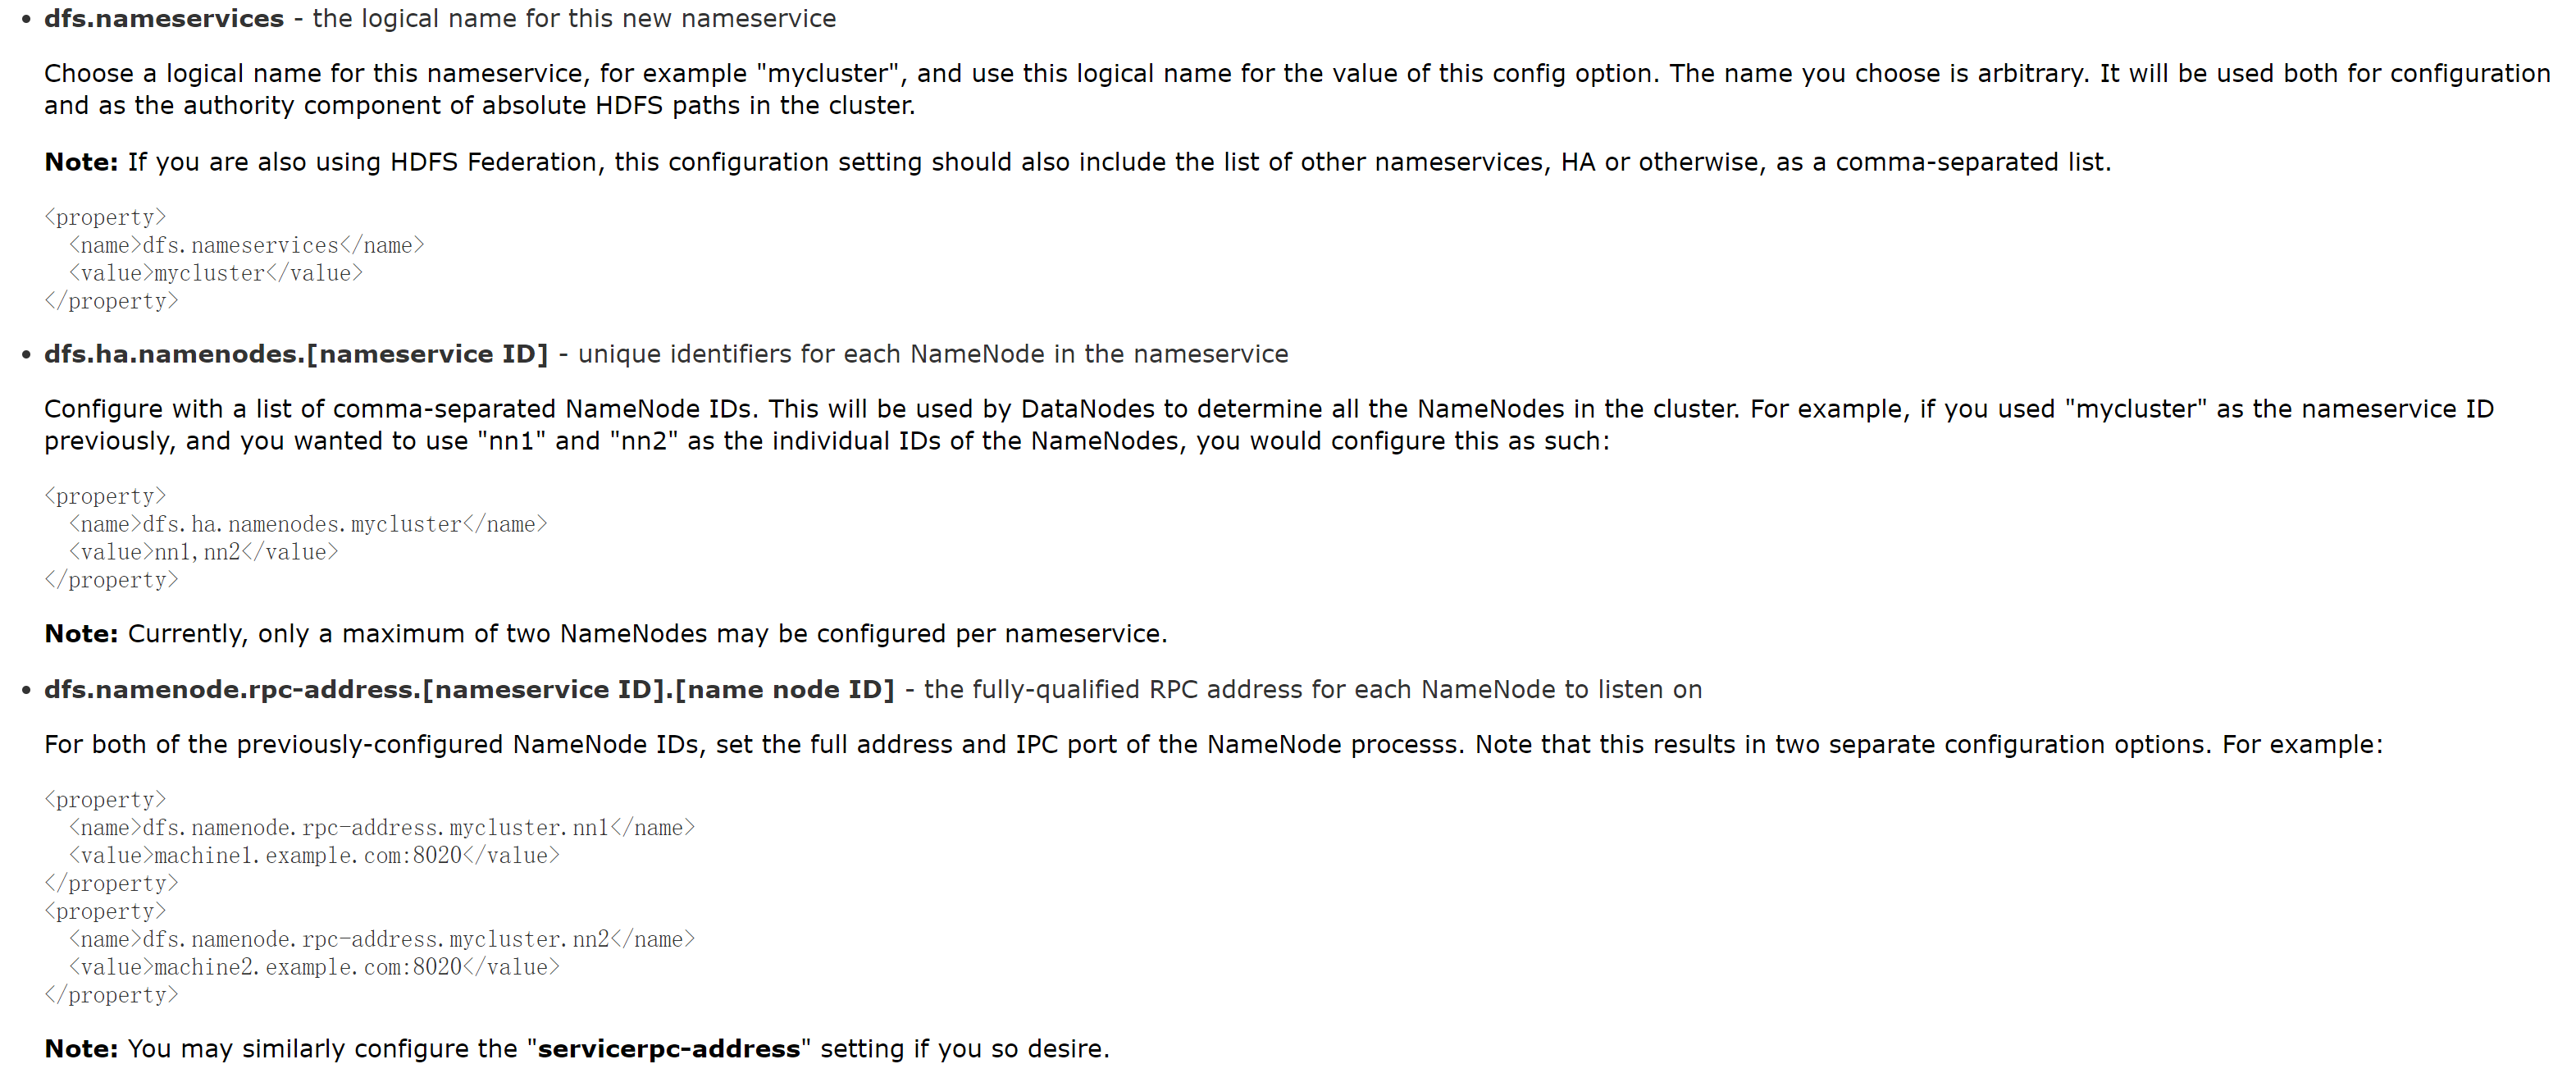 • dfs.nameservices - the logical name for this new nameservice
Choose a logical name for this nameservice, for example "mycluster", and use this logical name for the value of this config option. The name you choose is arbitrary. It will be used both for configuration
and as the authority component of absolute HDFS paths in the cluster.
Note: If you are also using HDFS Federation, this configuration setting should also include the list of other nameservices, HA or otherwise, as a comma-separated list.
<property>
  <name>dfs.nameservices</name>
  <value>mycluster</value>
</property>
• dfs.ha.namenodes.[nameservice ID] - unique identifiers for each NameNode in the nameservice
Configure with a list of comma-separated NameNode IDs. This will be used by DataNodes to determine all the NameNodes in the cluster. For example, if you used "mycluster" as the nameservice ID
previously, and you wanted to use "nn1" and "nn2" as the individual IDs of the NameNodes, you would configure this as such:
<property>
  <name>dfs.ha.namenodes.mycluster</name>
  <value>nn1,nn2</value>
</property>
Note: Currently, only a maximum of two NameNodes may be configured per nameservice.
• dfs.namenode.rpc-address.[nameservice ID].[name node ID] - the fully-qualified RPC address for each NameNode to listen on
For both of the previously-configured NameNode IDs, set the full address and IPC port of the NameNode processs. Note that this results in two separate configuration options. For example:
<property>
  <name>dfs.namenode.rpc-address.mycluster.nn1</name>
  <value>machine1.example.com:8020</value>
</property>
<property>
  <name>dfs.namenode.rpc-address.mycluster.nn2</name>
  <value>machine2.example.com:8020</value>
</property>
Note: You may similarly configure the "servicerpc-address" setting if you so desire.